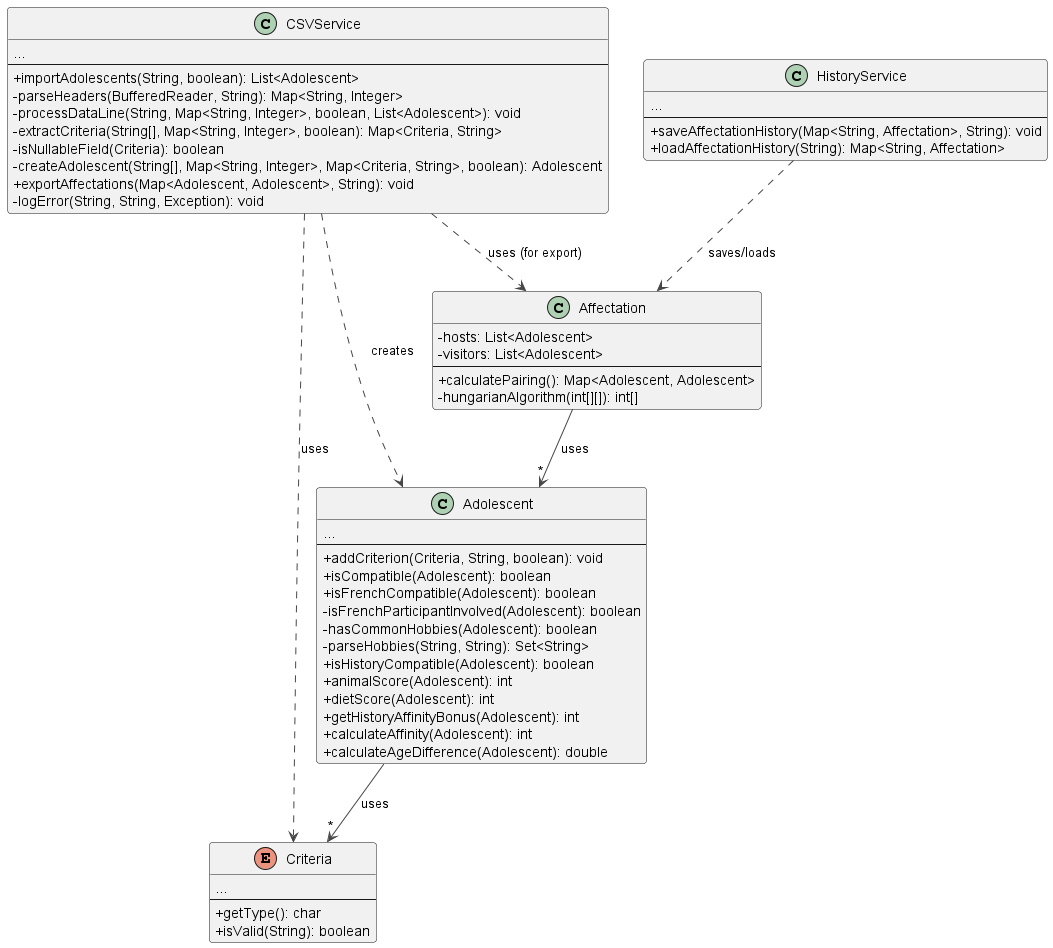 C CSVService
...
+importAdolescents(String, boolean): List<Adolescent>
-parseHeaders(BufferedReader, String): Map<String, Integer>
-processDataLine(String, Map<String, Integer>, boolean, List<Adolescent>): void
-extractCriteria(String[], Map<String, Integer>, boolean): Map<Criteria, String>
-isNullableField(Criteria): boolean
-createAdolescent(String[], Map<String, Integer>, Map<Criteria, String>, boolean): Adolescent
+exportAffectations(Map<Adolescent, Adolescent>, String): void
-logError(String, String, Exception): void
C HistoryService
...
+saveAffectationHistory(Map<String, Affectation>, String): void
+loadAffectationHistory(String): Map<String, Affectation>
uses (for export)
saves/loads
C Affectation
-hosts: List<Adolescent>
-visitors: List<Adolescent>
+calculatePairing(): Map<Adolescent, Adolescent>
-hungarianAlgorithm(int[][]): int[]
creates
uses
uses
*
C Adolescent
...
+addCriterion(Criteria, String, boolean): void
+isCompatible(Adolescent): boolean
+isFrenchCompatible(Adolescent): boolean
-isFrenchParticipantInvolved(Adolescent): boolean
-hasCommonHobbies(Adolescent): boolean
-parseHobbies(String, String): Set<String>
+isHistoryCompatible(Adolescent): boolean
+animalScore(Adolescent): int
+dietScore(Adolescent): int
+getHistoryAffinityBonus(Adolescent): int
+calculateAffinity(Adolescent): int
+calculateAgeDifference(Adolescent): double
uses
*
E Criteria
...
+getType(): char
+isValid(String): boolean